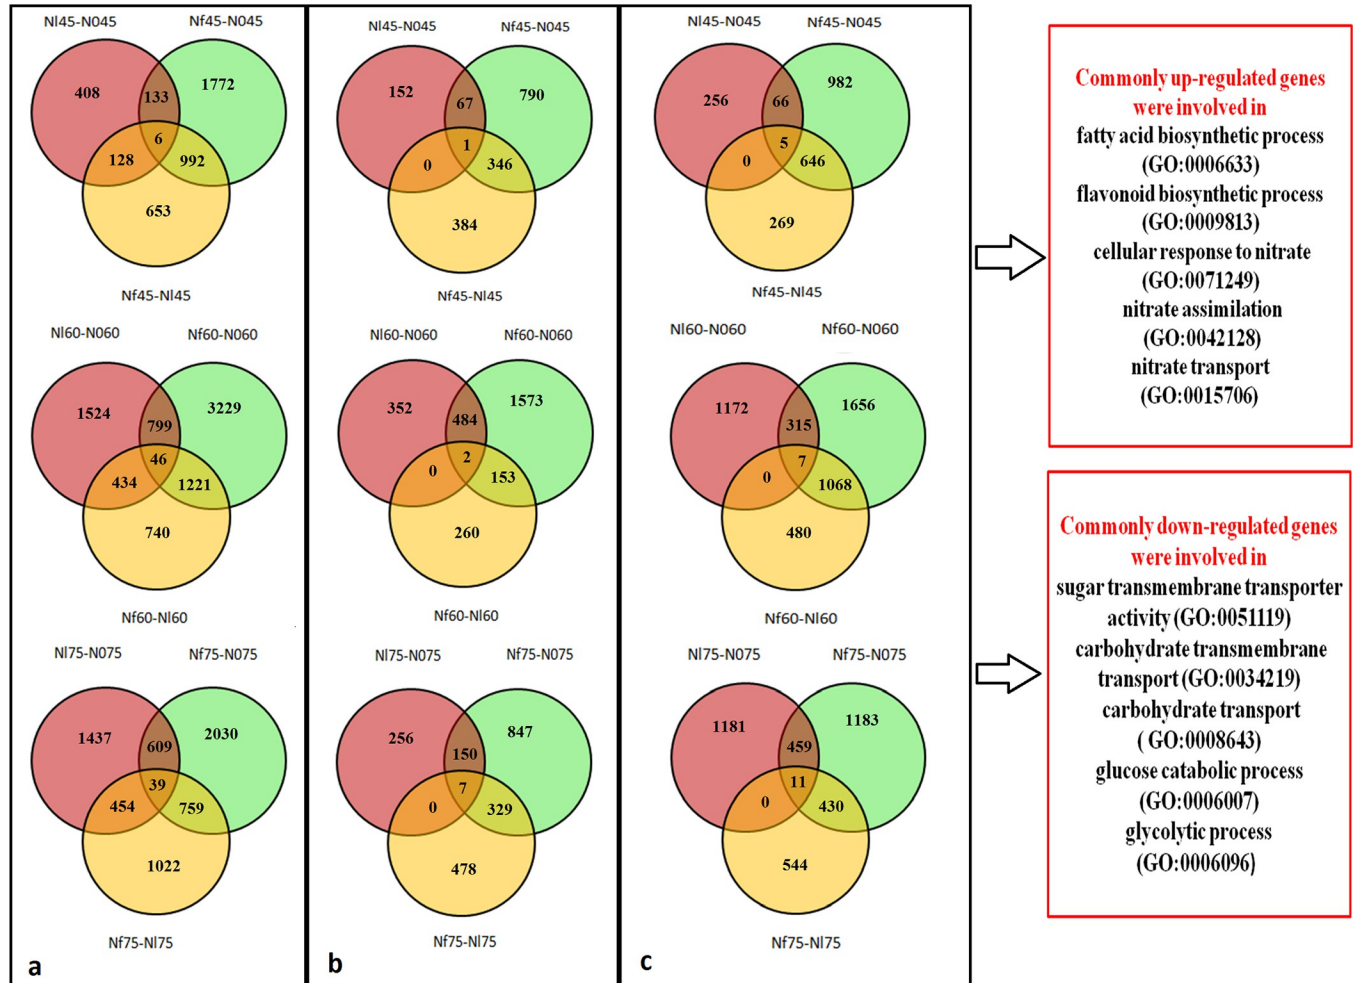 Nl45-N045
Nf45-N045
408
133
1772
6
128
992
653
Nf45-Nl45
Nl60-N060
Nf60-N060
1524
799
3229
46
434
1221
740
Nf60-Nl60
Nl75-N075
Nf75-N075
1437
609
2030
39
454
759
1022
Nf75-Nl75
a
Nl45-N045
Nf45-N045
152
67
790
1
0
346
384
Nf45-Nl45
Nl60-N060
Nf60-N060
352
484
1573
2
0
153
260
Nf60-Nl60
Nl75-N075
Nf75-N075
256
150
847
7
0
329
478
Nf75-Nl75
b
Nl45-N045
Nf45-N045
256
66
982
5
0
646
269
Nf45-Nl45
Nl60-N060
Nf60-N060
1172
315
1656
7
0
1068
480
Nf60-Nl60
Nl75-N075
Nf75-N075
1181
459
1183
11
0
430
544
Nf75-Nl75
c
Commonly up-regulated genes
were involved in
fatty acid biosynthetic process
(GO:0006633)
flavonoid biosynthetic process
(GO:0009813)
cellular response to nitrate
(GO:0071249)
nitrate assimilation
(GO:0042128)
nitrate transport
(GO:0015706)
Commonly down-regulated genes
were involved in
sugar transmembrane transporter
activity (GO:0051119)
carbohydrate transmembrane
transport (GO:0034219)
carbohydrate transport
( GO:0008643)
glucose catabolic process
(GO:0006007)
glycolytic process
(GO:0006096)